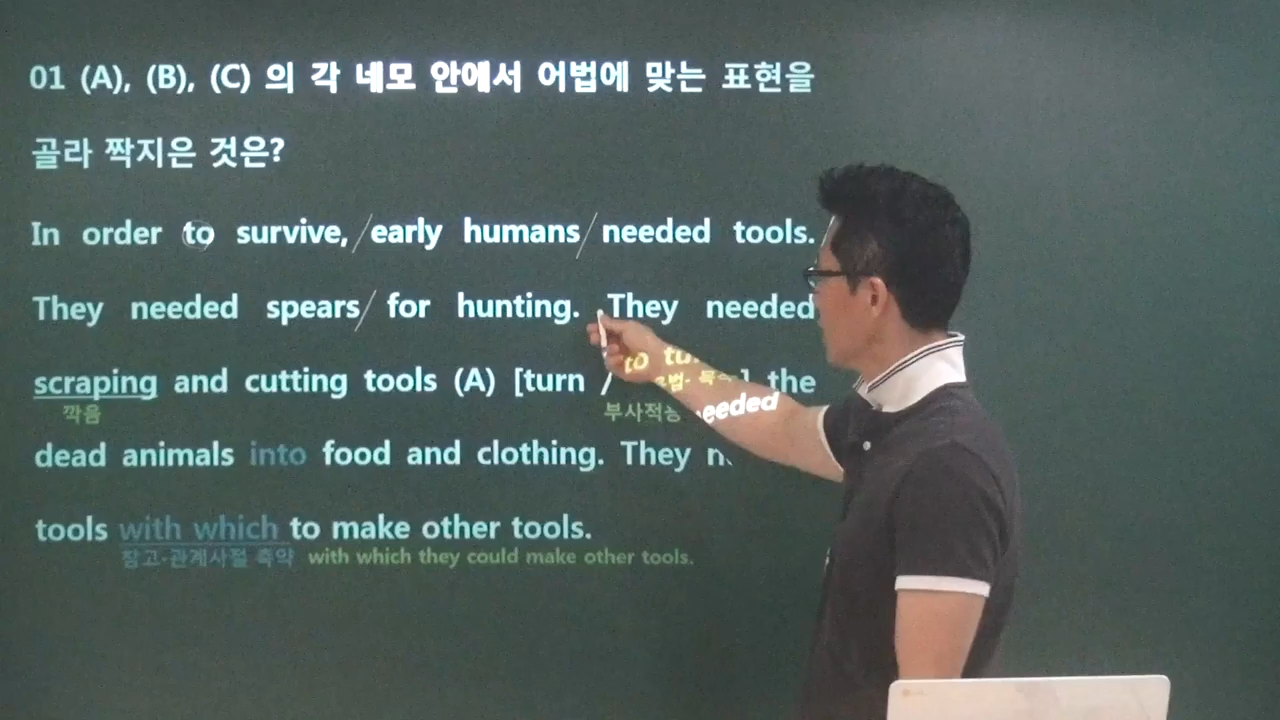 01 (A), (B), (C) 의 각 네모 안에서 어법에 맞는 표현을
골라 짝지은 것은?
In order to survive, / early humans / needed tools.
They needed spears / for hunting. They needed
scraping and cutting tools (A) [turn / to ] the
깍음 부사적
dead animals into food and clothing. They needed
tools with which to make other tools.
참고-관계사절 축약 with which they could make other tools.